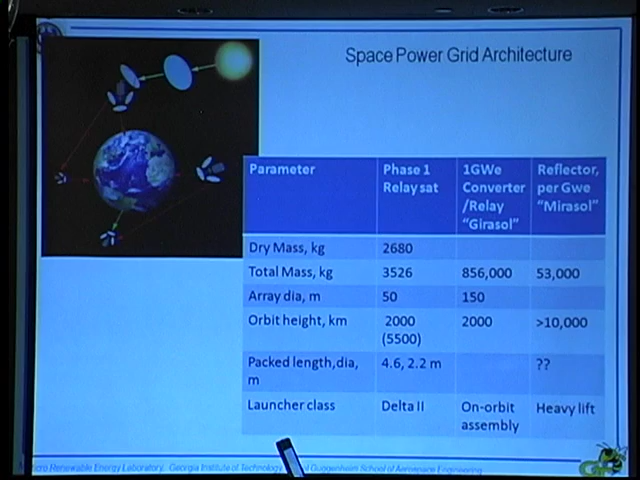 Space Power Grid Architecture
Parameter Phase 1 Relay sat 1GWe Converter /Relay "Girasol" Reflector, per Gwe "Mirasol"
Dry Mass, kg 2680
Total Mass, kg 3526 856,000 53,000
Array dia, m 50 150
Orbit height, km 2000 (5500) 2000 >10,000
Packed length,dia, m 4.6, 2.2 m ??
Launcher class Delta II On-orbit assembly Heavy lift
Renewable Energy Laboratory. Georgia Institute of Technology Guggenheim School of Aerospace Engineering